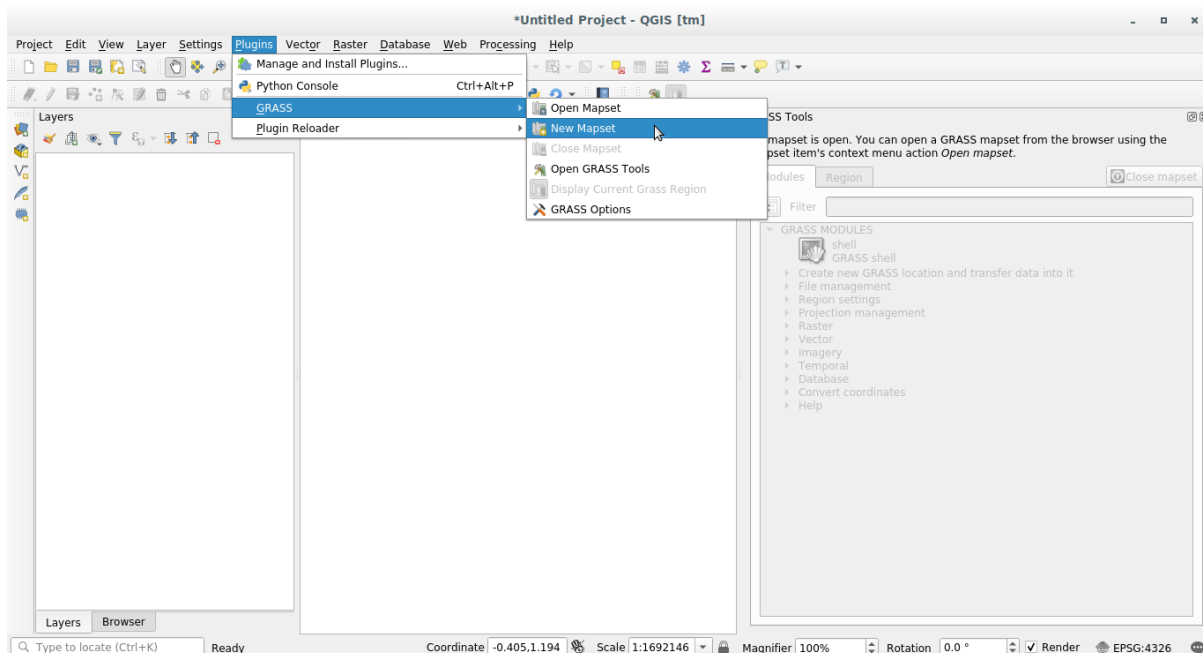 *Untitled Project - QGIS [tm]
Project Edit View Layer Settings Plugins Vector Raster Database Web Processing Help
Manage and Install Plugins...
Python Console Ctrl+Alt+P
GRASS
Plugin Reloader
Open Mapset
New Mapset
Close Mapset
Open GRASS Tools
Display Current Grass Region
GRASS Options
Layers
SS Tools
mapset is open. You can open a GRASS mapset from the browser using the
pset item's context menu action Open mapset.
odules Region Close mapset
Filter
GRASS MODULES
shell
GRASS shell
Create new GRASS location and transfer data into it
File management
Region settings
Projection management
Raster
Vector
Imagery
Temporal
Database
Convert coordinates
Help
Layers Browser
Type to locate (Ctrl+K) Ready Coordinate -0.405,1.194 Scale 1:1692146 Magnifier 100% Rotation 0.0 ° Render EPSG:4326